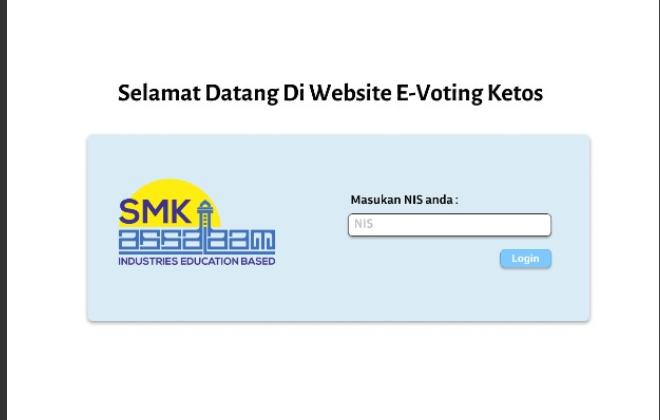 Selamat Datang Di Website E-Voting Ketos
SMK
assalaam
INDUSTRIES EDUCATION BASED
Masukan NIS anda :
NIS
Login